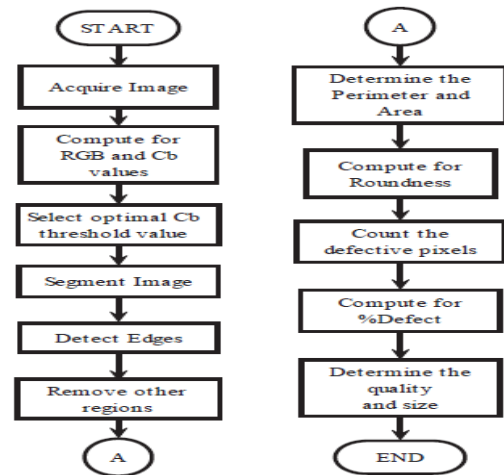 START
Acquire Image
Compute for
RGB and Cb
values
Select optimal Cb
threshold value
Segment Image
Detect Edges
Remove other
regions
A
A
Determine the
Perimeter and
Area
Compute for
Roundness
Count the
defective pixels
Compute for
%Defect
Determine the
quality
and size
END